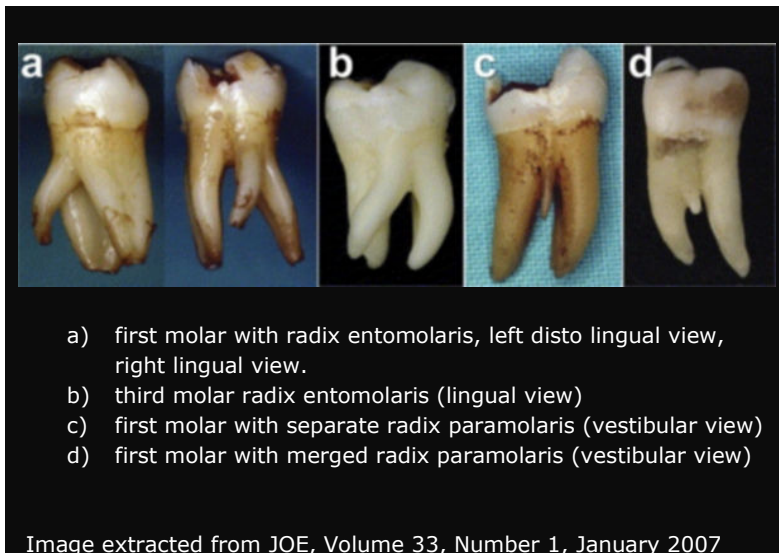 a b c d
a) first molar with radix entomolaris, left disto lingual view,
right lingual view.
b) third molar radix entomolaris (lingual view)
c) first molar with separate radix paramolaris (vestibular view)
d) first molar with merged radix paramolaris (vestibular view)
Image extracted from JOE, Volume 33, Number 1, January 2007